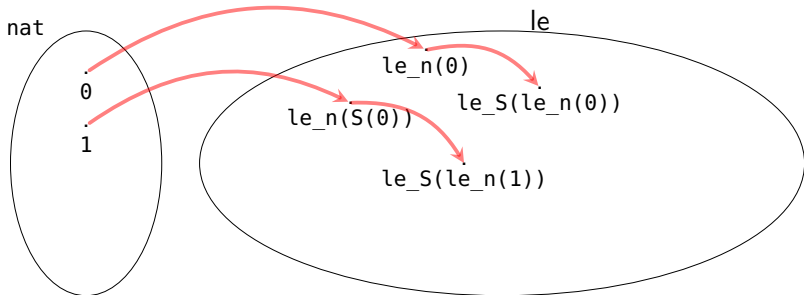 nat
le
0
1
le_n(0)
le_S(le_n(0))
le_n(S(0))
le_S(le_n(1))